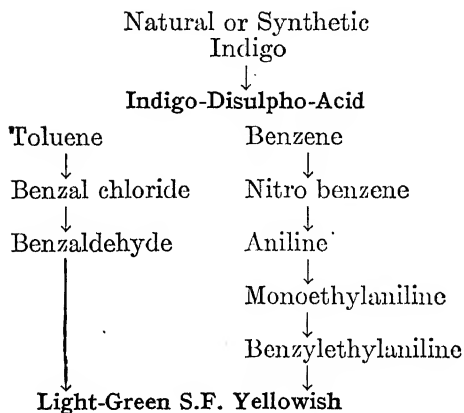 Natural or Synthetic
Indigo
Indigo-Disulpho-Acid
Toluene Benzene
Benzal chloride Nitro benzene
Benzaldehyde Aniline
Monoethylaniline
Benzylethylaniline
Light-Green S.F. Yellowish